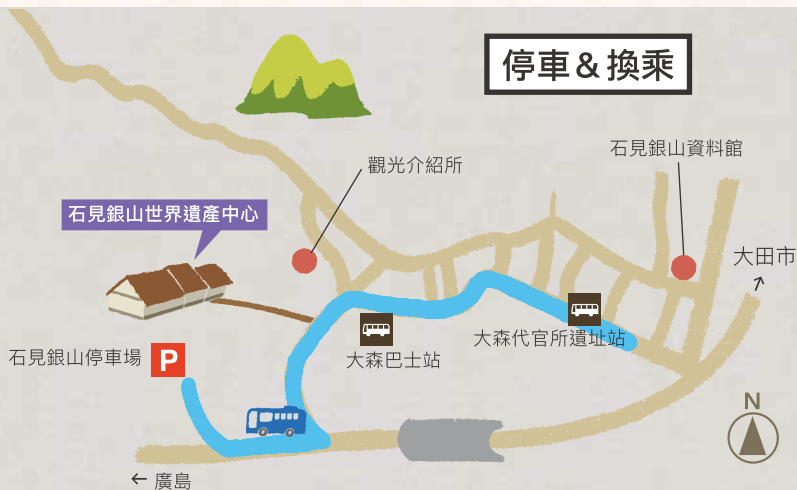 停車&換乘
石見銀山資料館
觀光介紹所
石見銀山世界遺產中心
大田市
大森代官所遺址站
石見銀山停車場
P
大森巴士站
N
廣島